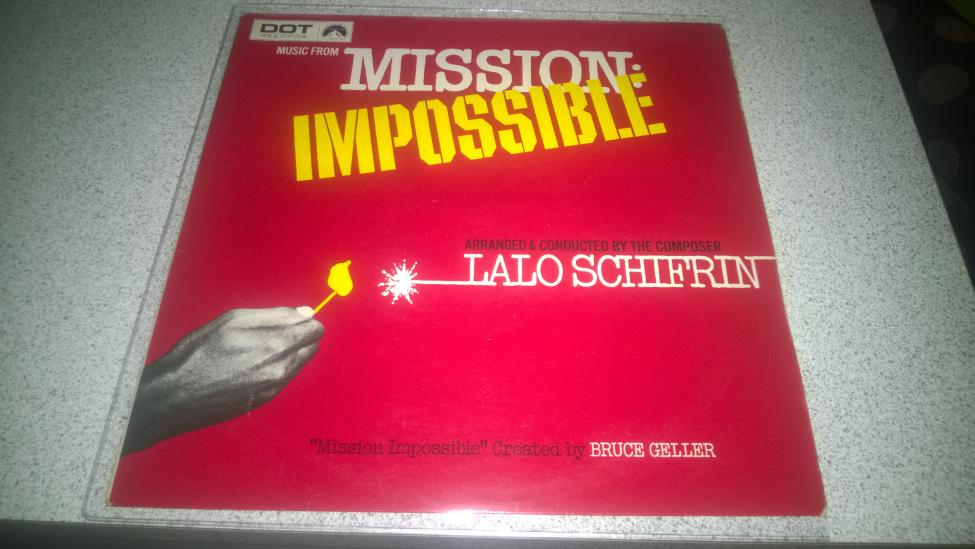 DOT
RECORDS
MUSIC FROM
MISSION:
IMPOSSIBLE
ARRANGED & CONDUCTED BY THE COMPOSER
LALO SCHIFRIN
"Mission Impossible" Created by BRUCE GELLER